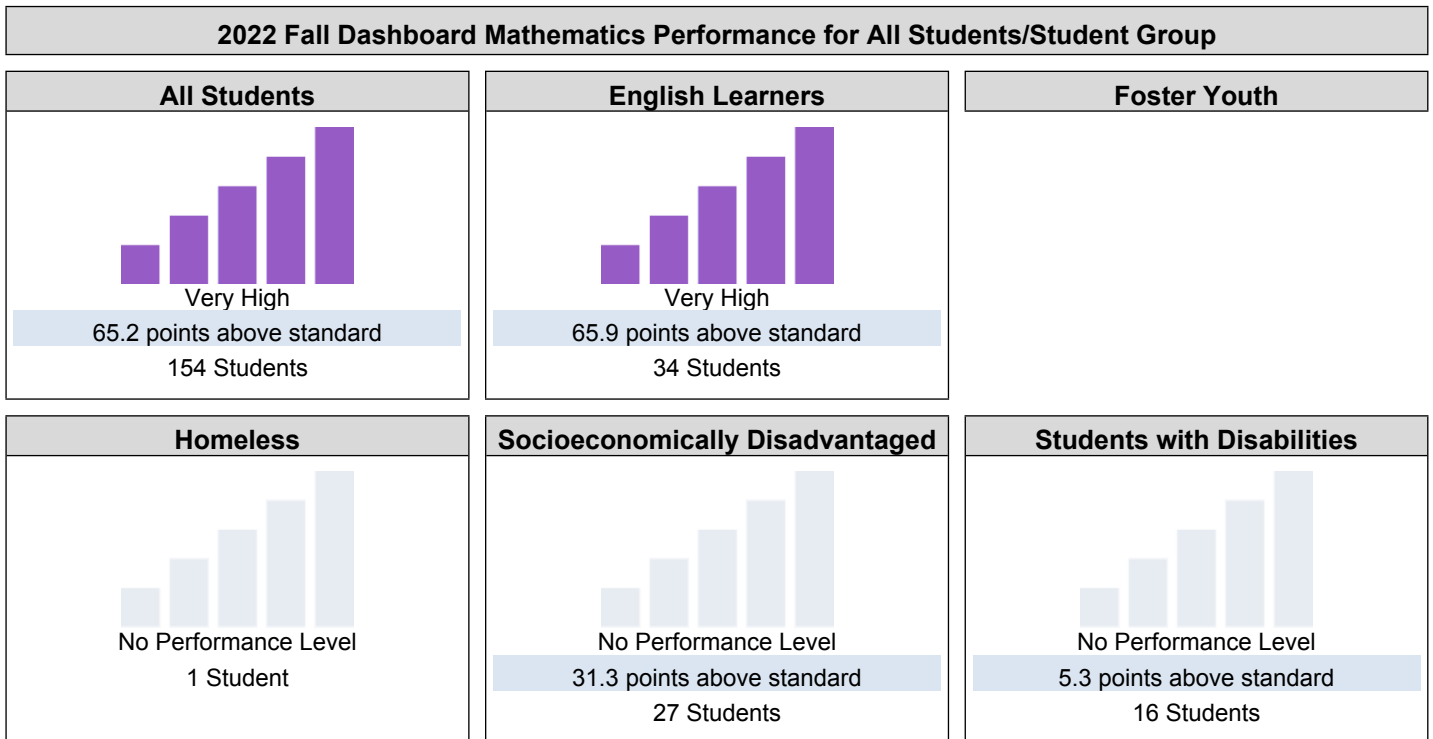 2022 Fall Dashboard Mathematics Performance for All Students/Student Group
All Students
Very High
65.2 points above standard
154 Students
English Learners
Very High
65.9 points above standard
34 Students
Foster Youth
Homeless
No Performance Level
1 Student
Socioeconomically Disadvantaged
No Performance Level
31.3 points above standard
27 Students
Students with Disabilities
No Performance Level
5.3 points above standard
16 Students